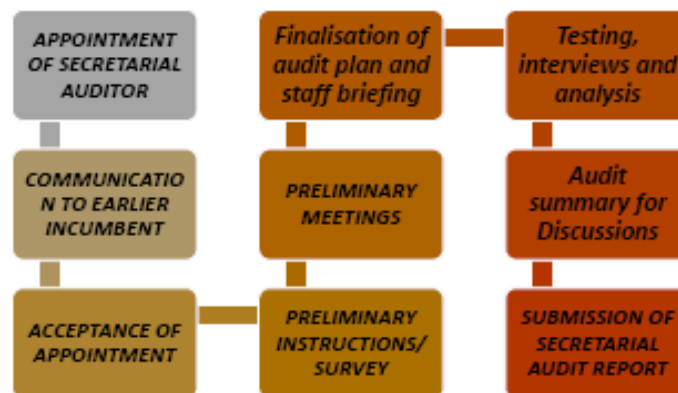 APPOINTMENT
OF SECRETARIAL
AUDITOR
COMMUNICATIO
N TO EARLIER
INCUMBENT
ACCEPTANCE OF
APPOINTMENT
PRELIMINARY
INSTRUCTIONS/
SURVEY
PRELIMINARY
MEETINGS
Finalisation of
audit plan and
staff briefing
Testing,
interviews and
analysis
Audit
summary for
Discussions
SUBMISSION OF
SECRETARIAL
AUDIT REPORT